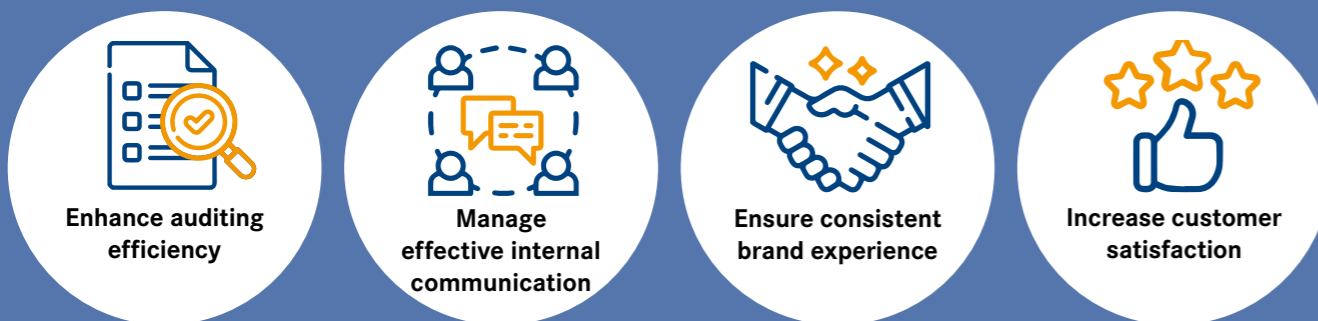 Enhance auditing
efficiency
Manage
effective internal
communication
Ensure consistent
brand experience
Increase customer
satisfaction